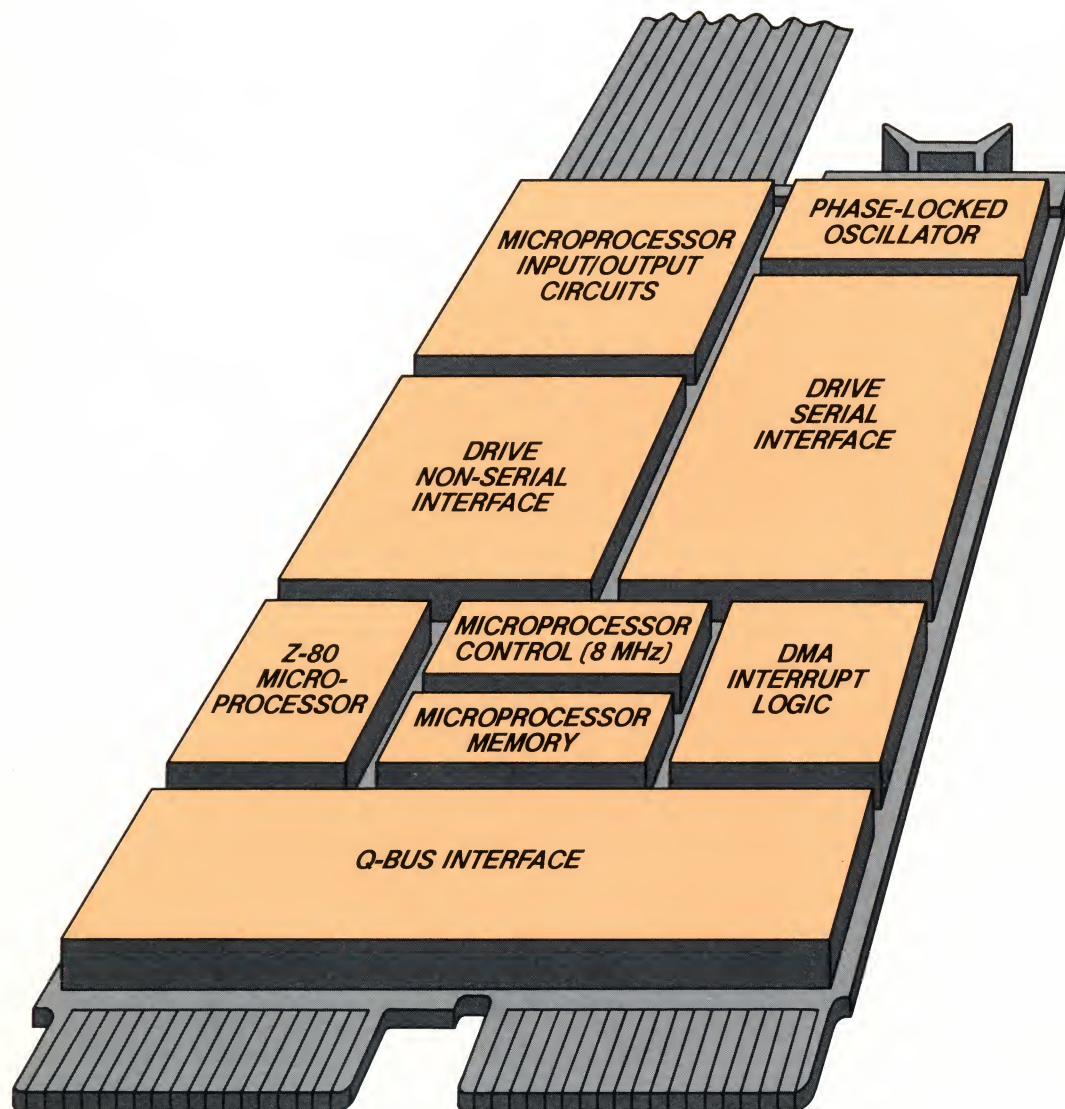 MICROPROCESSOR
INPUT/OUTPUT
CIRCUITS
PHASE-LOCKED
OSCILLATOR
DRIVE
NON-SERIAL
INTERFACE
DRIVE
SERIAL
INTERFACE
Z-80
MICRO-
PROCESSOR
MICROPROCESSOR
CONTROL (8 MHz)
MICROPROCESSOR
MEMORY
DMA
INTERRUPT
LOGIC
Q-BUS INTERFACE